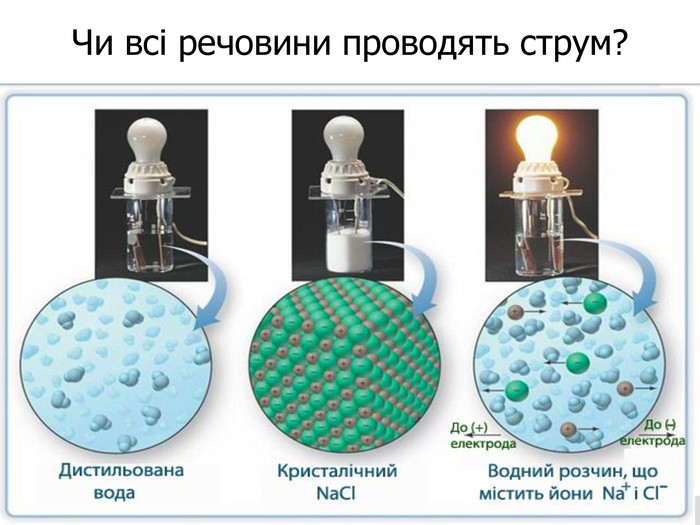 Чи всі речовини проводять струм?
До (+)
електрода
До (-)
електрода
Дистильована
вода
Кристалічний
NaCl
Водний розчин, що
містить йони Na⁺ і Cl⁻